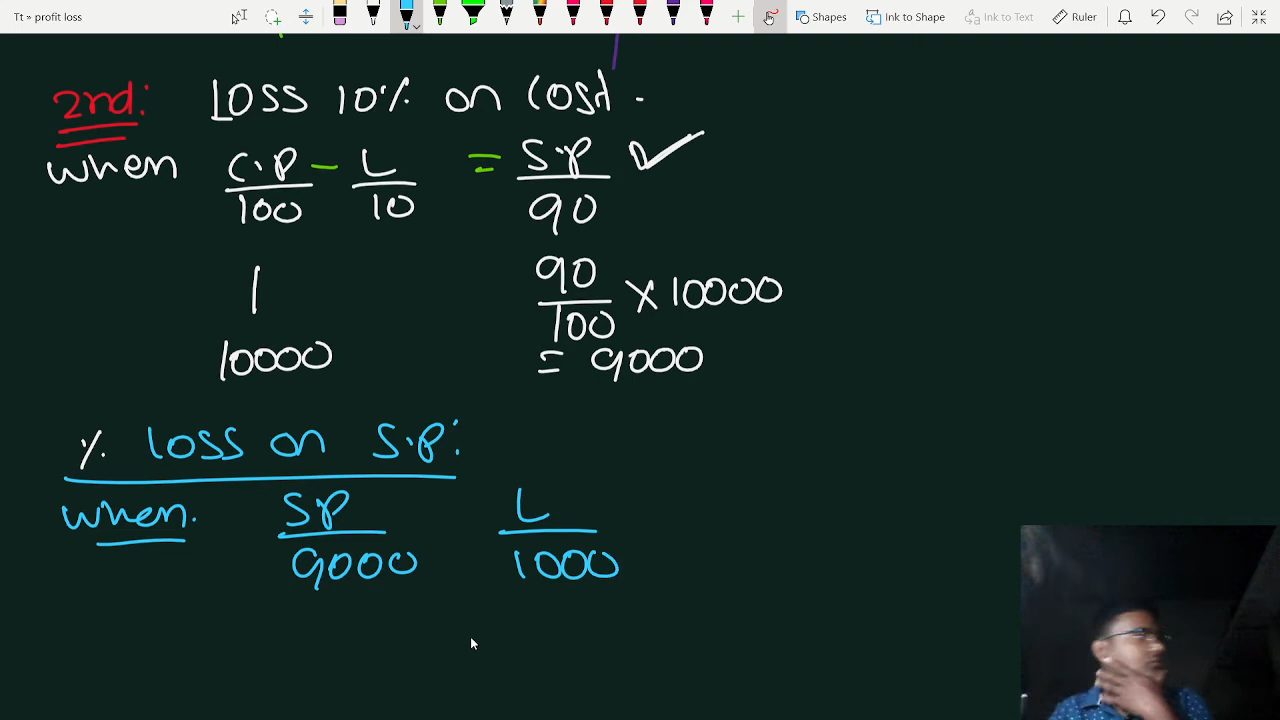 Tt » profit loss
Shapes Ink to Shape Ink to Text Ruler
2nd: Loss 10% on Cost.
when C.P - L = S.P ✓
100 10 90
1 90/100 × 10000
10000 = 9000
% loss on S.P:
when. SP L
9000 1000